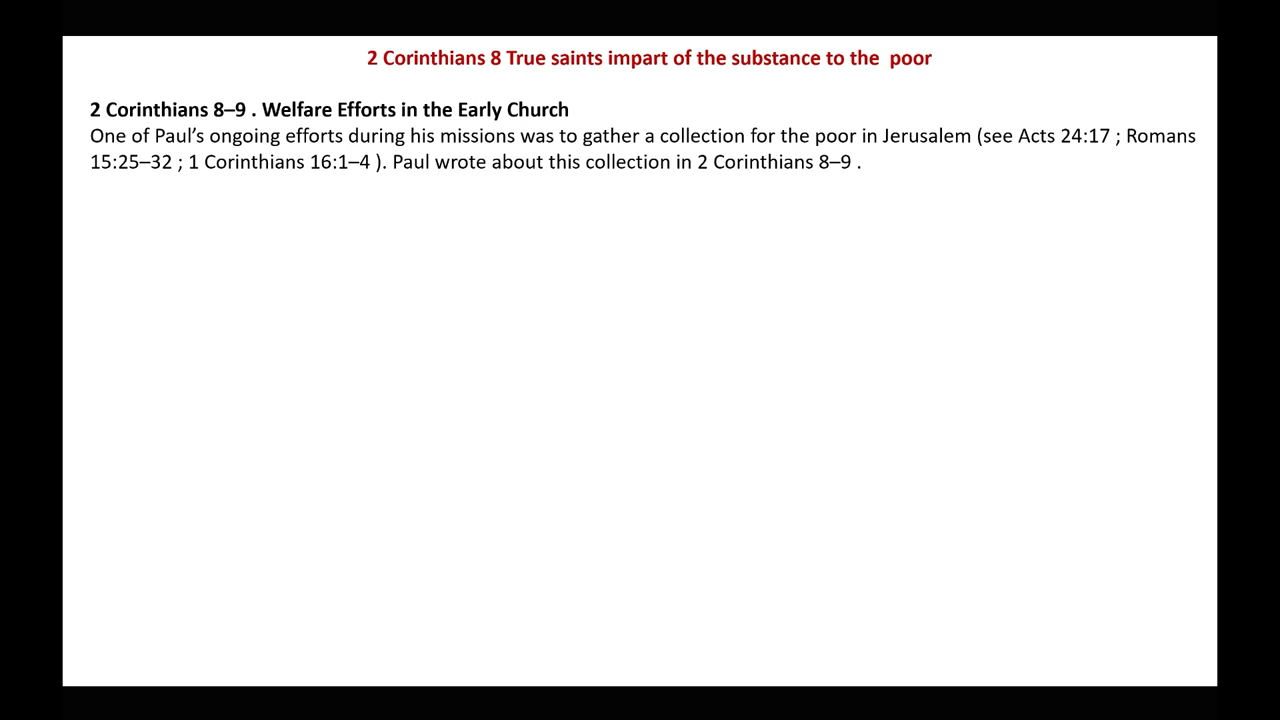 2 Corinthians 8 True saints impart of the substance to the  poor
2 Corinthians 8–9 . Welfare Efforts in the Early Church
One of Paul’s ongoing efforts during his missions was to gather a collection for the poor in Jerusalem (see Acts 24:17 ; Romans
15:25–32 ; 1 Corinthians 16:1–4 ). Paul wrote about this collection in 2 Corinthians 8–9 .